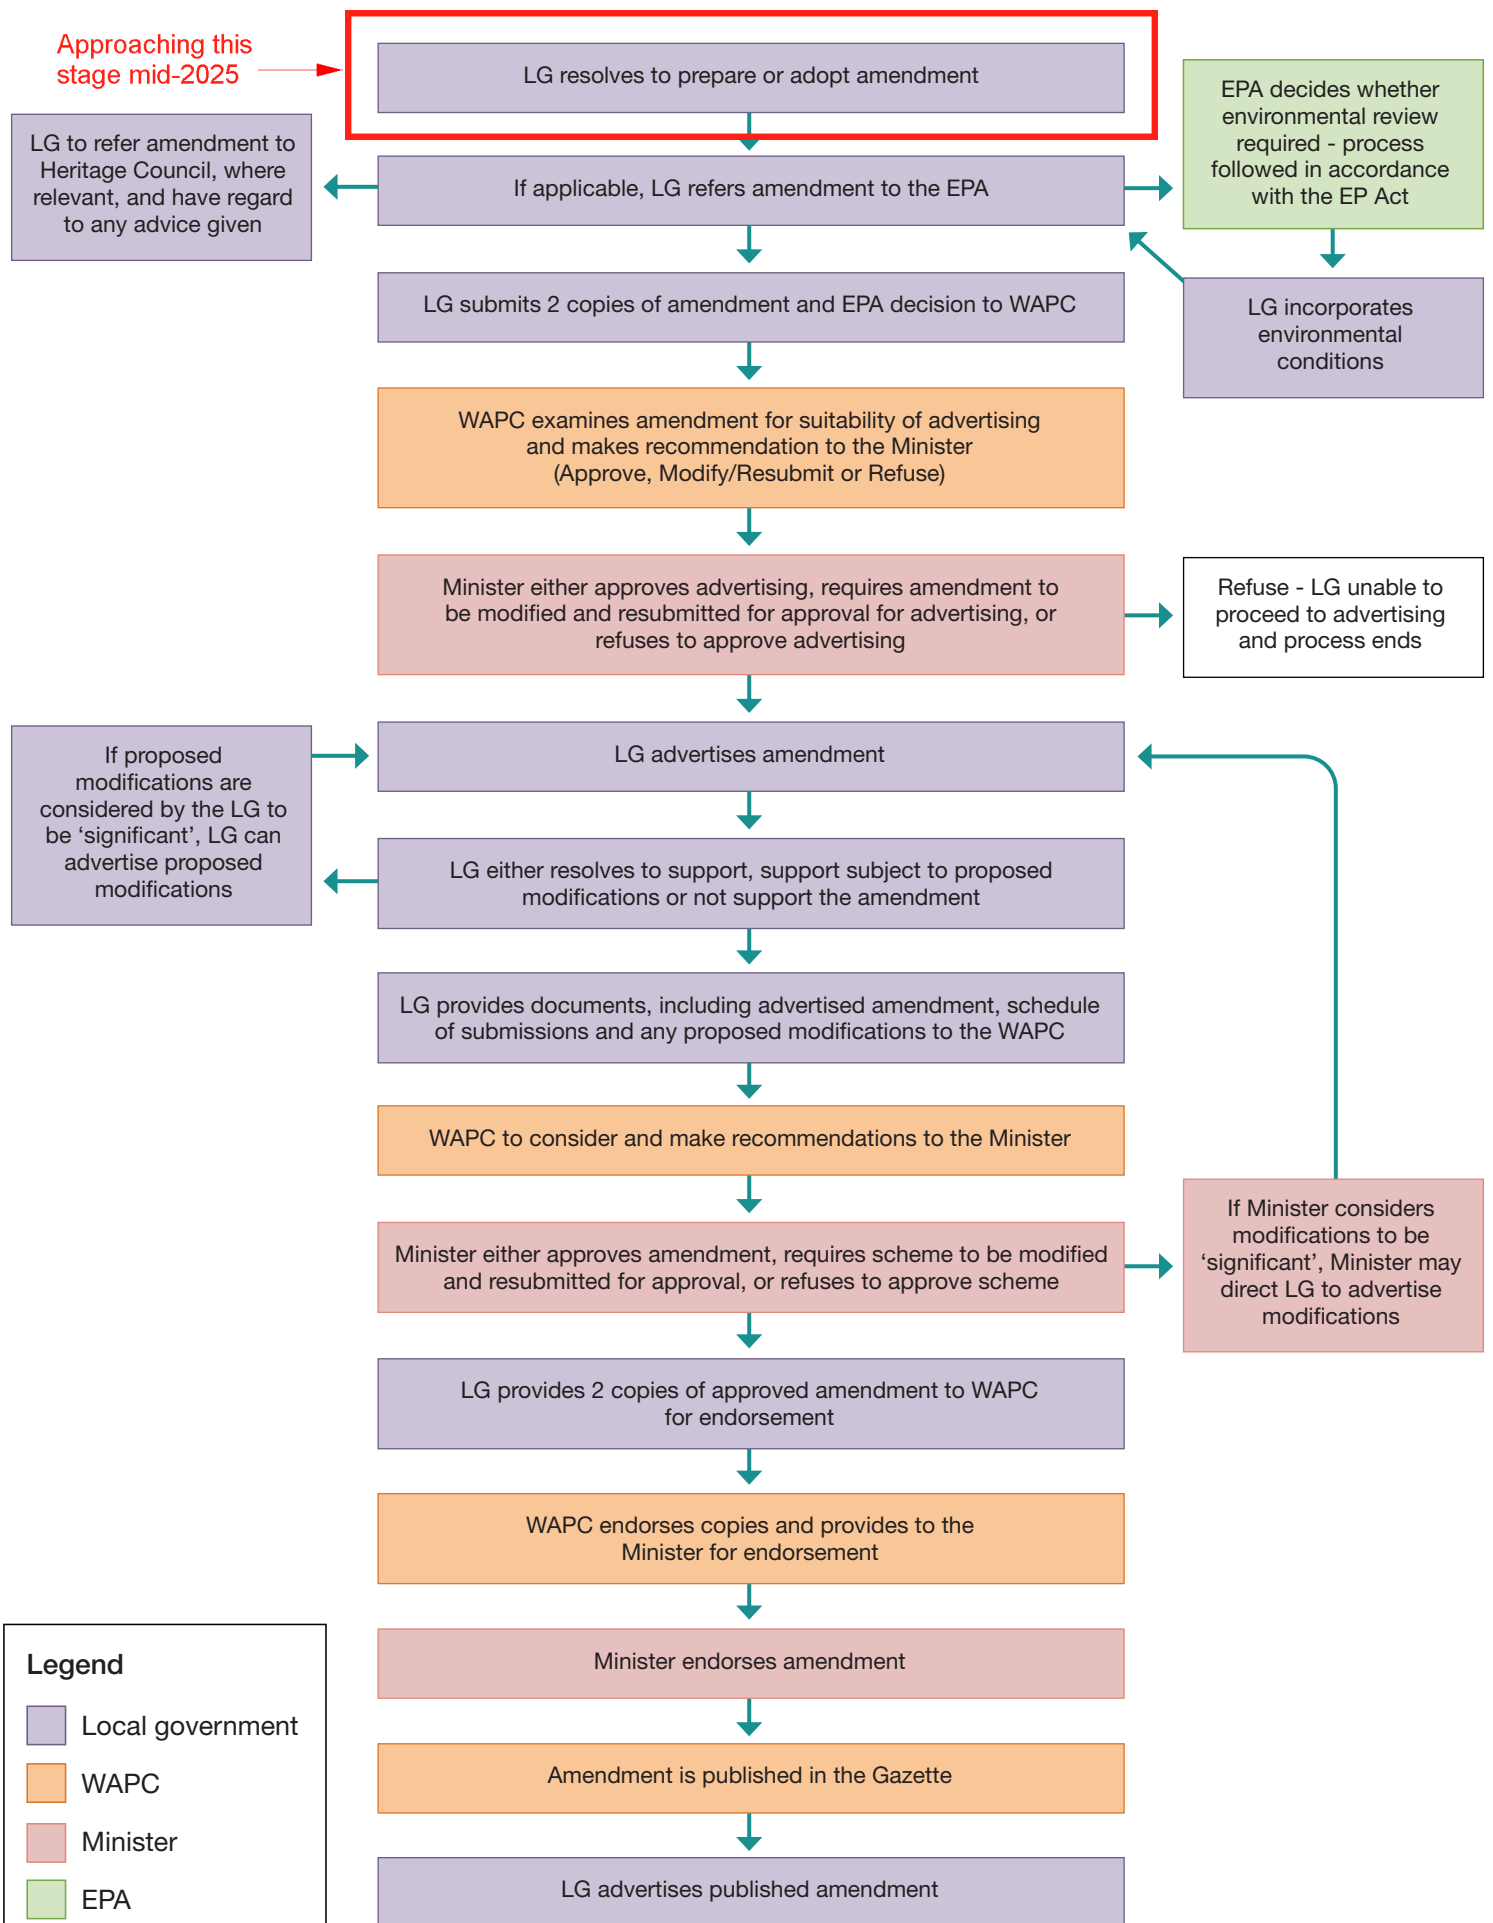 Approaching this
stage mid-2025
LG resolves to prepare or adopt amendment
EPA decides whether
environmental review
required - process
followed in accordance
with the EP Act
LG to refer amendment to
Heritage Council, where
relevant, and have regard
to any advice given
If applicable, LG refers amendment to the EPA
LG submits 2 copies of amendment and EPA decision to WAPC
LG incorporates
environmental
conditions
WAPC examines amendment for suitability of advertising
and makes recommendation to the Minister
(Approve, Modify/Resubmit or Refuse)
Minister either approves advertising, requires amendment to
be modified and resubmitted for approval for advertising, or
refuses to approve advertising
Refuse - LG unable to
proceed to advertising
and process ends
If proposed
modifications are
considered by the LG to
be ‘significant’, LG can
advertise proposed
modifications
LG advertises amendment
LG either resolves to support, support subject to proposed
modifications or not support the amendment
LG provides documents, including advertised amendment, schedule
of submissions and any proposed modifications to the WAPC
WAPC to consider and make recommendations to the Minister
Minister either approves amendment, requires scheme to be modified
and resubmitted for approval, or refuses to approve scheme
If Minister considers
modifications to be
‘significant’, Minister may
direct LG to advertise
modifications
LG provides 2 copies of approved amendment to WAPC
for endorsement
WAPC endorses copies and provides to the
Minister for endorsement
Minister endorses amendment
Amendment is published in the Gazette
LG advertises published amendment
Legend
Local government
WAPC
Minister
EPA